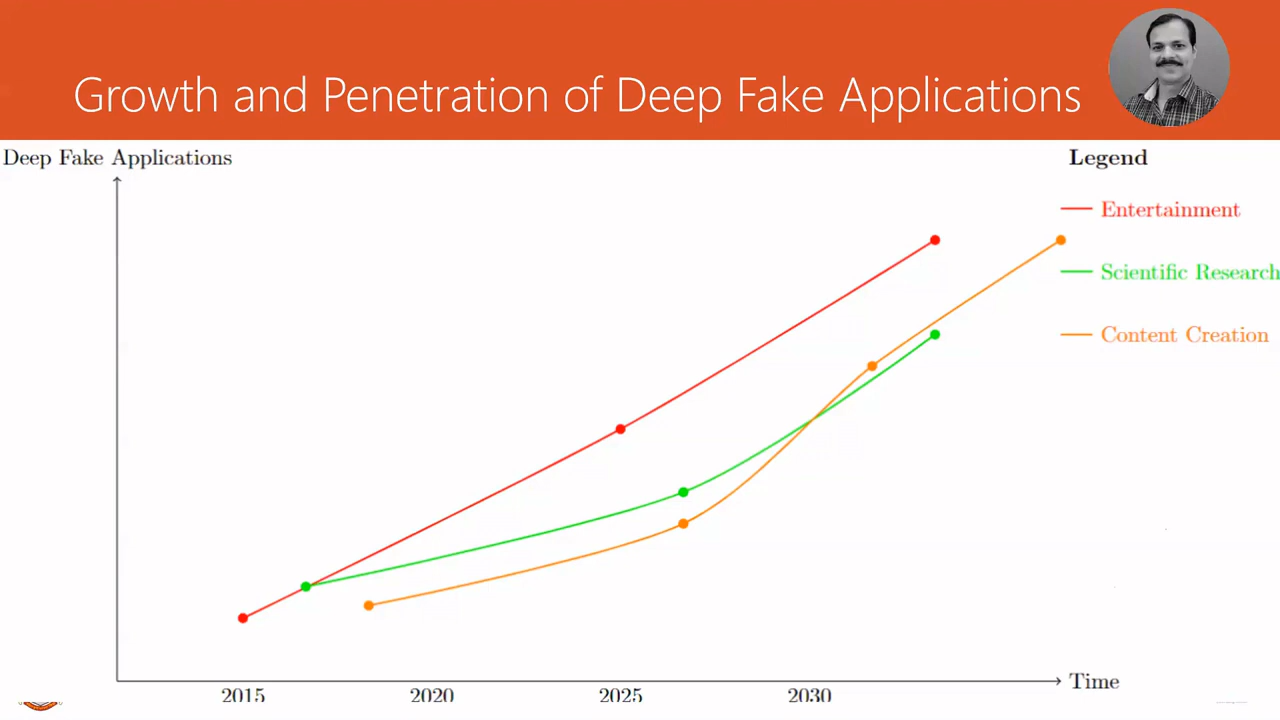 Growth and Penetration of Deep Fake Applications
Deep Fake Applications
Legend
Entertainment
Scientific Research
Content Creation
2015 2020 2025 2030
Time